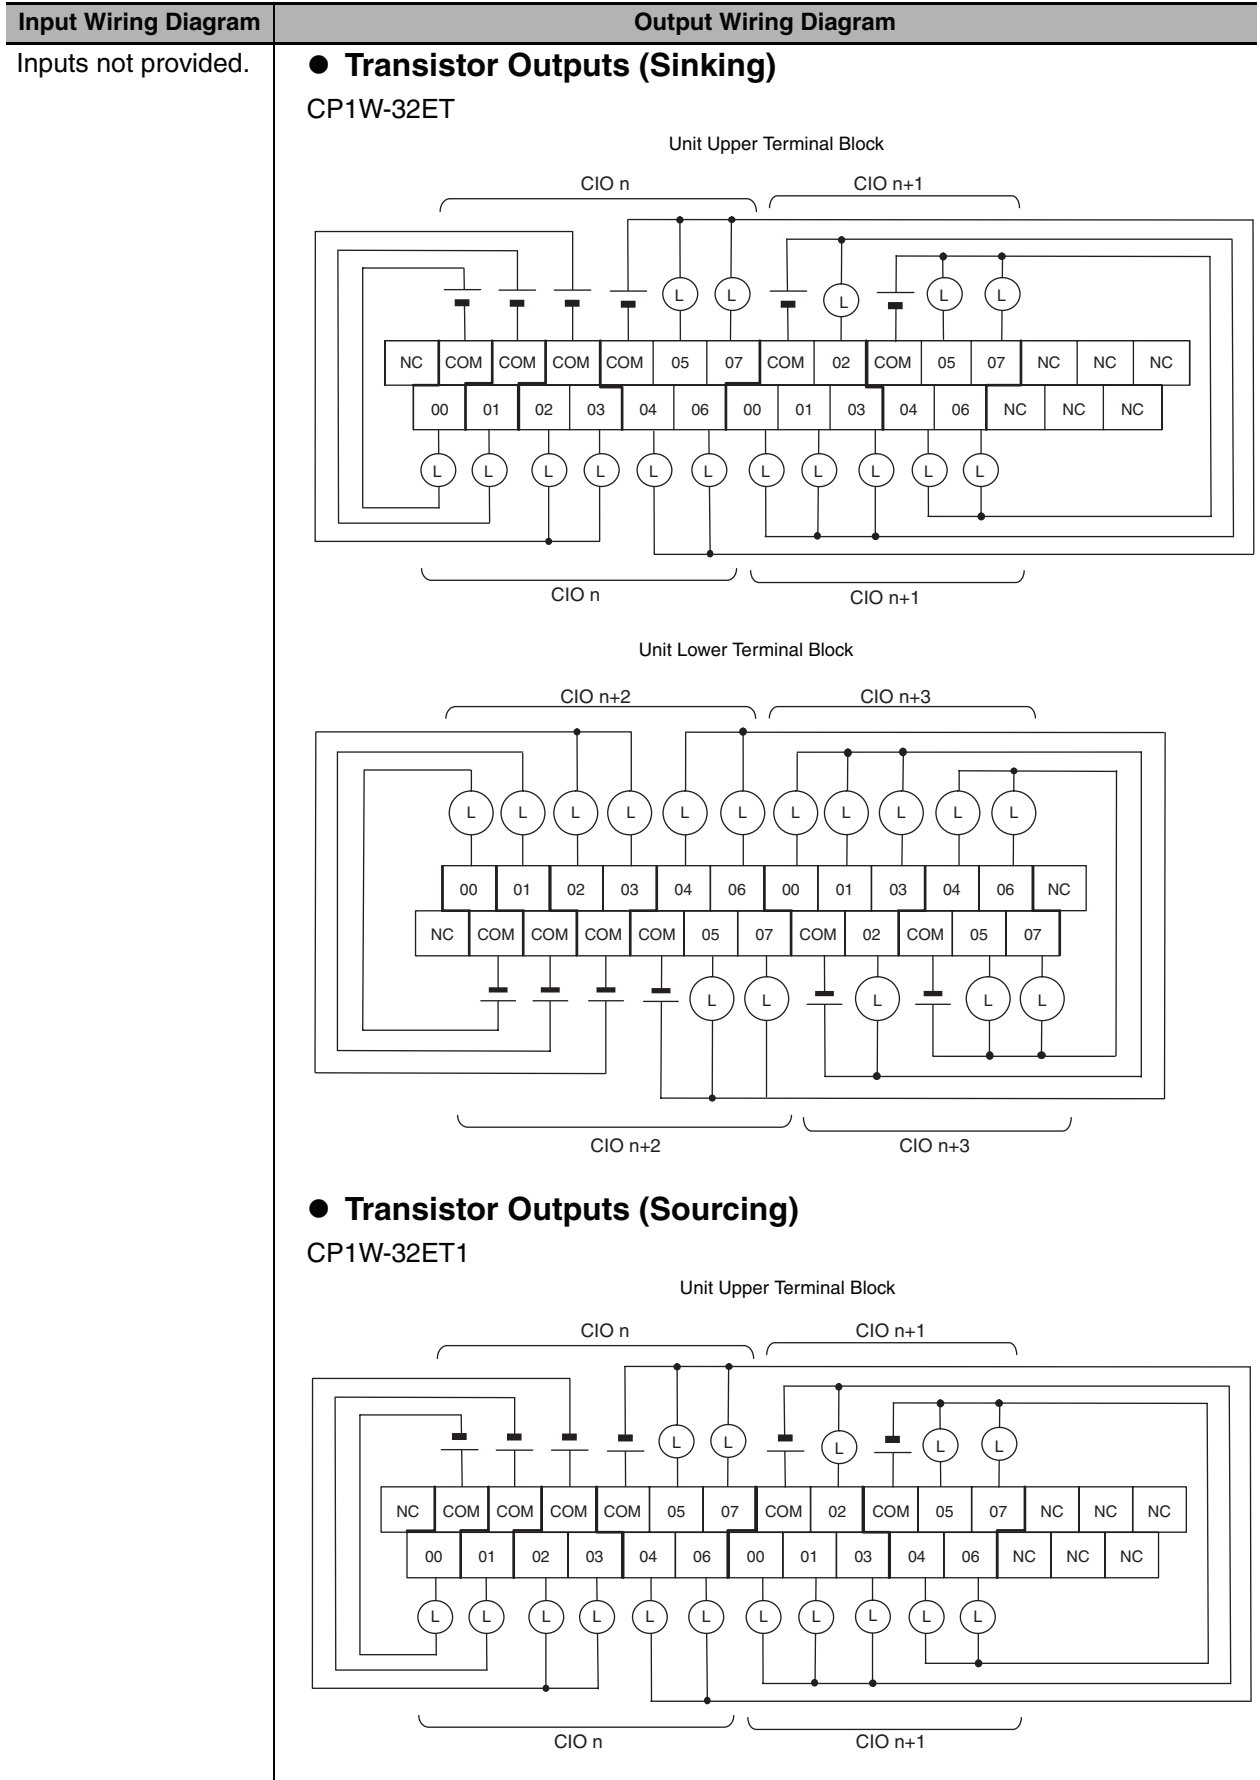 Input Wiring Diagram Output Wiring Diagram
Inputs not provided.
● Transistor Outputs (Sinking)
CP1W-32ET
Unit Upper Terminal Block
CIO n CIO n+1
L L L L L L
NC COM COM COM COM 05 07 COM 02 COM 05 07 NC NC NC
00 01 02 03 04 06 00 01 03 04 06 NC NC NC
L L L L L L L L L L L
CIO n CIO n+1
Unit Lower Terminal Block
CIO n+2 CIO n+3
L L L L L L L L L L L
00 01 02 03 04 06 00 01 03 04 06 NC
NC COM COM COM COM 05 07 COM 02 COM 05 07
L L L L L
CIO n+2 CIO n+3
● Transistor Outputs (Sourcing)
CP1W-32ET1
Unit Upper Terminal Block
CIO n CIO n+1
L L L L L
NC COM COM COM COM 05 07 COM 02 COM 05 07 NC NC NC
00 01 02 03 04 06 00 01 03 04 06 NC NC NC
L L L L L L L L L L L
CIO n CIO n+1